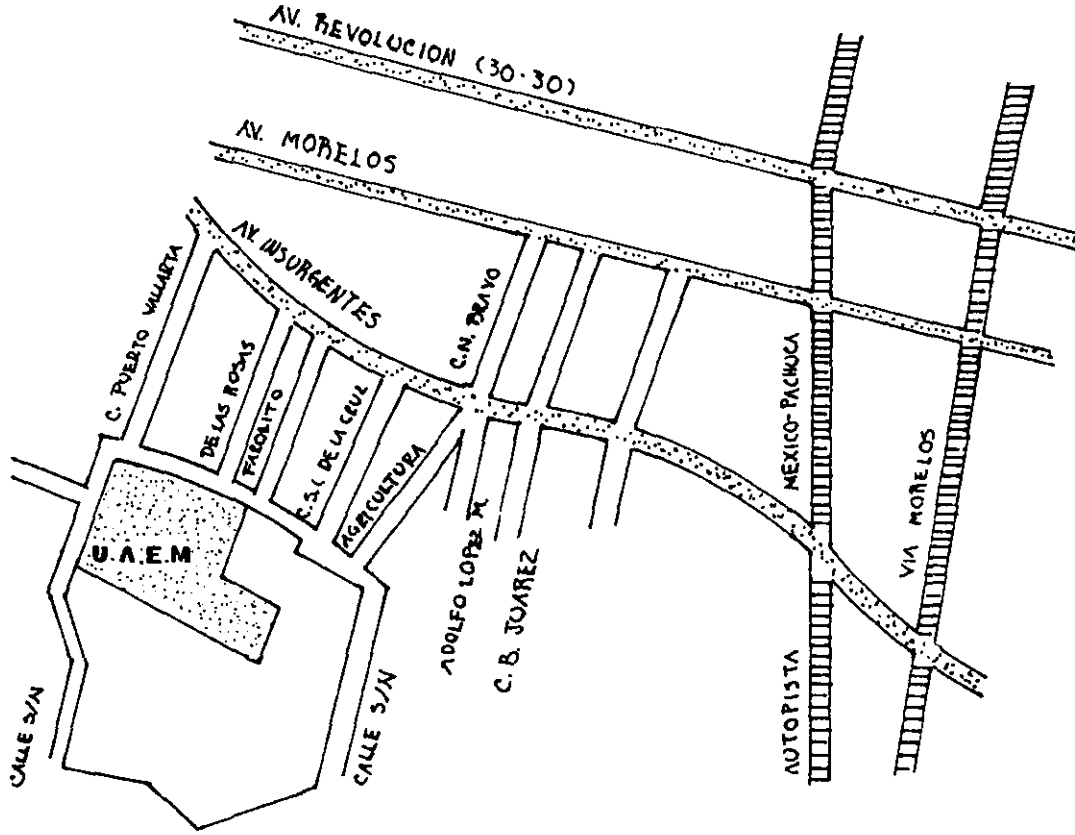 AV. REVOLUCION (30-30)
AV. MORELOS
AV. INSURGENTES
C. PUERTO VALLARTA
DE LAS ROSAS
FAROLITO
C.S.I. DE LA CRUZ
AGRICULTURA
C.N. BRAVO
ADOLFO LOPEZ M.
C. B. JUAREZ
MEXICO-PACHUCA
AUTOPISTA
VIA MORELOS
U.A.E.M
CALLE S/N
CALLE S/N